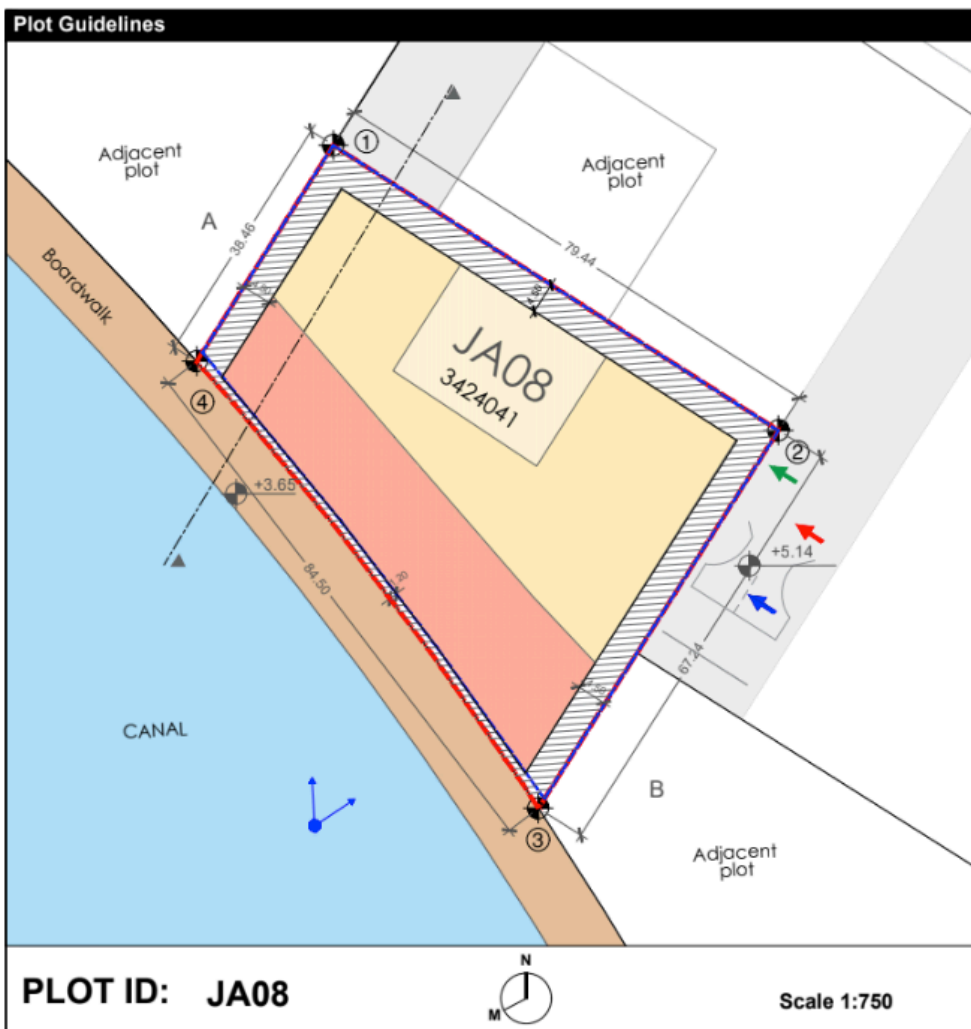 Plot Guidelines
1
Adjacent
plot
Adjacent
plot
A
38.46
79.44
Boardwalk
JA08
3424041
4
2
+3.65
+5.14
84.50
67.24
CANAL
B
3
Adjacent
plot
PLOT ID: JA08
N
M
Scale 1:750